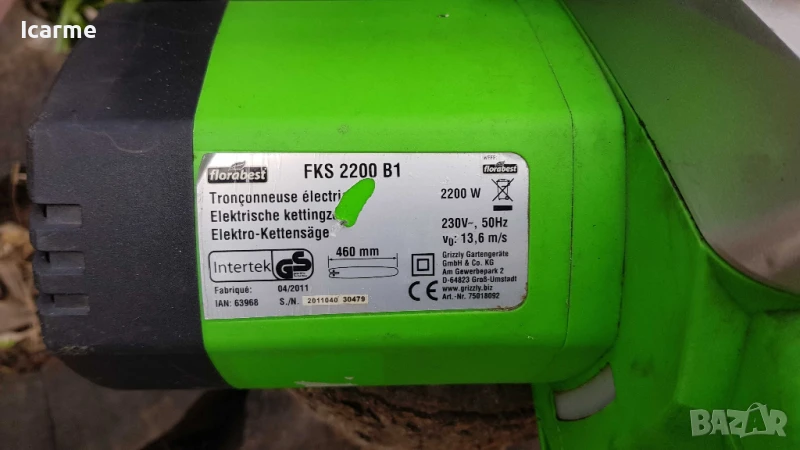 Icarme
florabest
FKS 2200 B1
florabest
Tronçonneuse électri
2200 W
Elektrische kettingza
Elektro-Kettensäge
230V~, 50Hz
v0: 13,6 m/s
460 mm
Intertek
GS
Grizzly Gartengeräte
GmbH & Co. KG
Am Gewerbepark 2
D-64823 Groß-Umstadt
www.grizzly.biz
Art.-Nr. 75018092
CE
Fabriqué: 04/2011
IAN: 63968
S./N. 2011040 30479
BAZAR